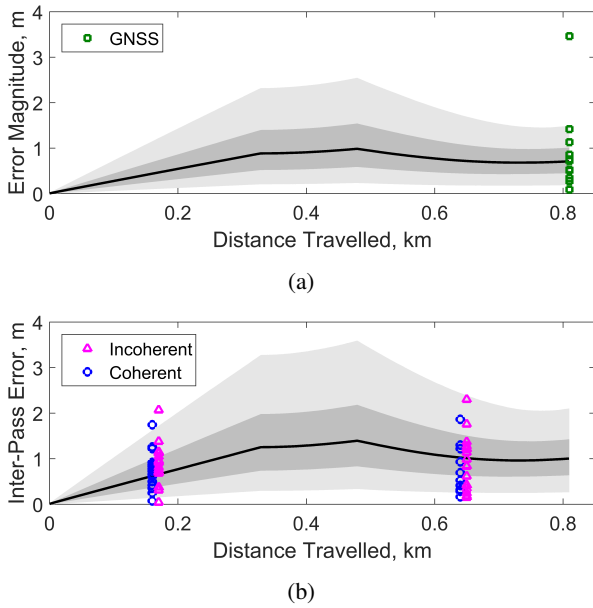 4
3
2
1
0
Error Magnitude, m
GNSS
0 0.2 0.4 0.6 0.8
Distance Travelled, km
(a)
4
3
2
1
0
Inter-Pass Error, m
Incoherent
Coherent
0 0.2 0.4 0.6 0.8
Distance Travelled, km
(b)